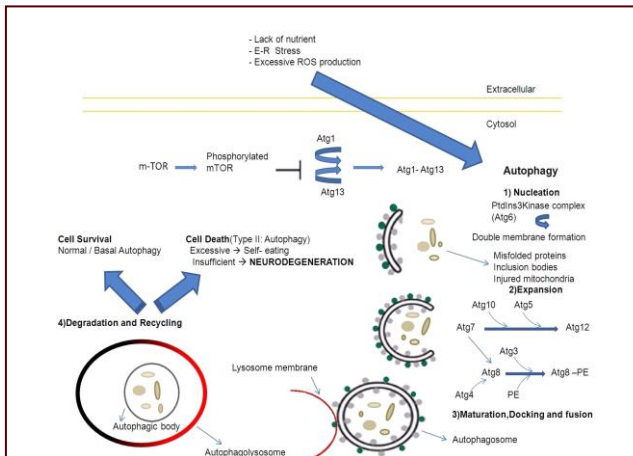 - Lack of nutrient
- E-R Stress
- Excessive ROS production
Extracellular
Cytosol
Atg1
m-TOR
Phosphorylated
mTOR
Atg1- Atg13
Atg13
Autophagy
1) Nucleation
PtdIns3Kinase complex
(Atg6)
Double membrane formation
Cell Survival
Normal / Basal Autophagy
Cell Death(Type II: Autophagy)
Excessive → Self- eating
Insufficient → NEURODEGENERATION
Misfolded proteins
Inclusion bodies
Injured mitochondria
2)Expansion
Atg10
Atg5
Atg7
Atg12
Atg3
Atg8
Atg8 –PE
Atg4
PE
4)Degradation and Recycling
Lysosome membrane
Autophagic body
Autophagolysosome
3)Maturation,Docking and fusion
Autophagosome